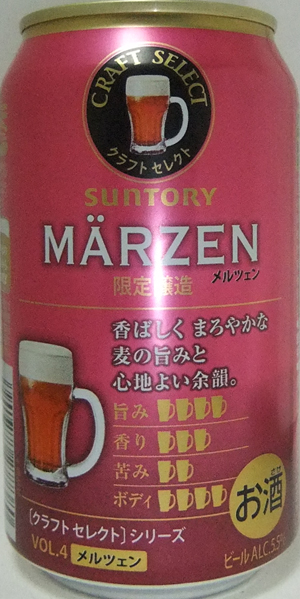 CRAFT SELECT
クラフト セレクト
SUNTORY
MÄRZEN
メルツェン
限定醸造
香ばしく まろやかな
麦の旨みと
心地よい余韻。
旨み
香り
苦み
ボディ
お酒
[クラフト セレクト] シリーズ
VOL.4 メルツェン
ビール ALC.5.5%